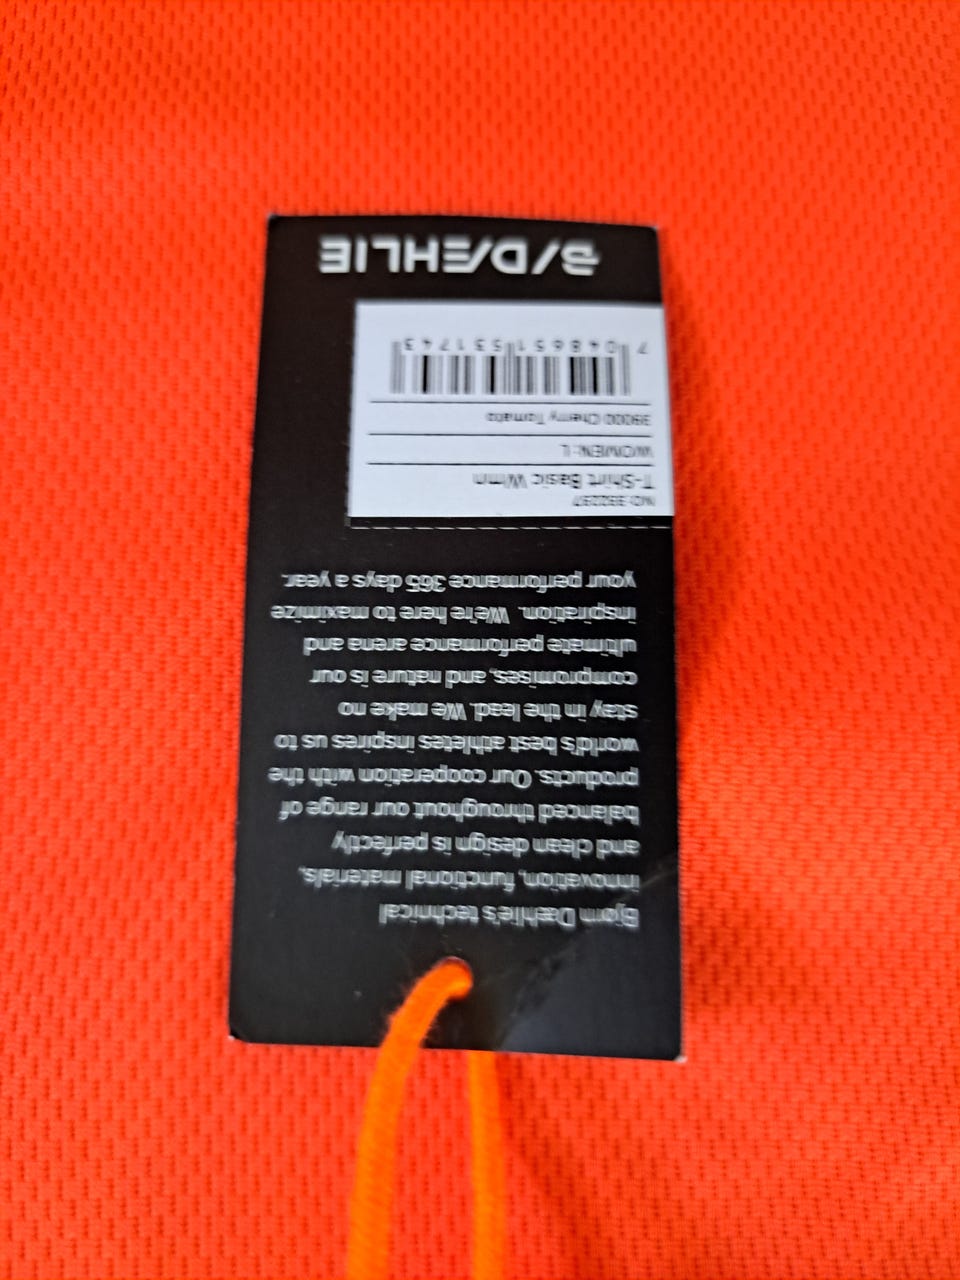 Bjørn Dæhlie's technical
innovation, functional materials,
and clean design is perfectly
balanced throughout our range of
products. Our cooperation with the
world's best athletes inspires us to
stay in the lead. We make no
compromises, and nature is our
ultimate performance arena and
inspiration. We're here to maximize
your performance 365 days a year.
NO: 332297
T-Shirt Basic Wmn
WOMEN: L
39000 Cherry Tomato
7 048651 531743
B/DÆHLIE